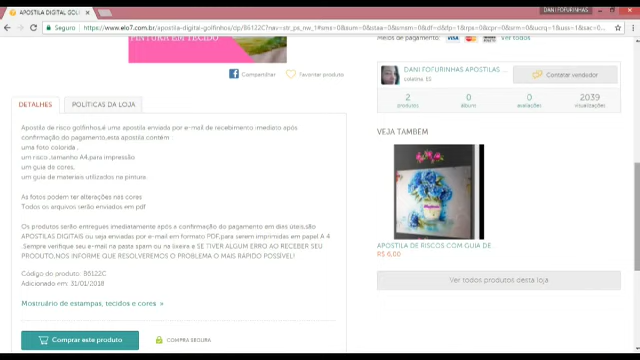 APOSTILA DIGITAL GOLF
DANI FOFURINHAS
Seguro
https://www.elo7.com.br/apostila-digital-golfinhos/dp/B6122C
PINTURA EM TECIDO
Meios de pagamento:
VISA
Ver todos
Compartilhar
Favoritar produto
DANI FOFURINHAS APOSTILAS ...
colatina, ES
Contatar vendedor
2
0
0
2039
produtos
álbuns
avaliações
visualizações
DETALHES
POLÍTICAS DA LOJA
Apostila de risco golfinhos,é uma apostila enviada por e-mail de recebimento imediato após
confirmação do pagamento,esta apostila contém:
uma foto colorida .
um risco ,tamanho A4,para impressão
um guia de cores.
um guia de materiais utilizados na pintura.
As fotos podem ter alterações nas cores
Todos os arquivos serão enviados em pdf
Os produtos serão entregues imediatamente após a confirmação do pagamento em dias úteis,são
APOSTILAS DIGITAIS ou seja enviadas por e-mail em formato PDF,para serem imprimidas em papel A 4
.Sempre verifique seu e-mail na pasta spam ou na lixeira e SE TIVER ALGUM ERRO AO RECEBER SEU
PRODUTO,NOS INFORME QUE RESOLVEREMOS O PROBLEMA O MAIS RÁPIDO POSSÍVEL!
Código do produto: B6122C
Adicionado em: 31/01/2018
Mostruário de estampas, tecidos e cores »
Comprar este produto
COMPRA SEGURA
VEJA TAMBÉM
APOSTILA DE RISCOS COM GUIA DE...
R$ 6,00
Ver todos produtos desta loja